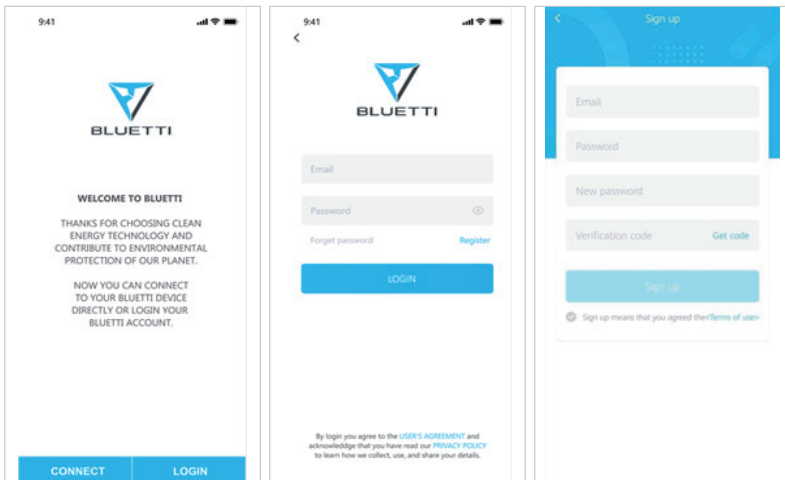 9:41
BLUETTI
WELCOME TO BLUETTI
THANKS FOR CHOOSING CLEAN
ENERGY TECHNOLOGY AND
CONTRIBUTE TO ENVIRONMENTAL
PROTECTION OF OUR PLANET.
NOW YOU CAN CONNECT
TO YOUR BLUETTI DEVICE
DIRECTLY OR LOGIN YOUR
BLUETTI ACCOUNT.
CONNECT LOGIN
9:41
BLUETTI
Email
Password
Forget password Register
LOGIN
By login you agree to the USER'S AGREEMENT and
acknowleddge that you have read our PRIVACY POLICY
to learn how we collect, use, and share your details.
Sign up
Email
Password
New password
Verification code Get code
Sign up
Sign up means that you agreed the<Terms of use>